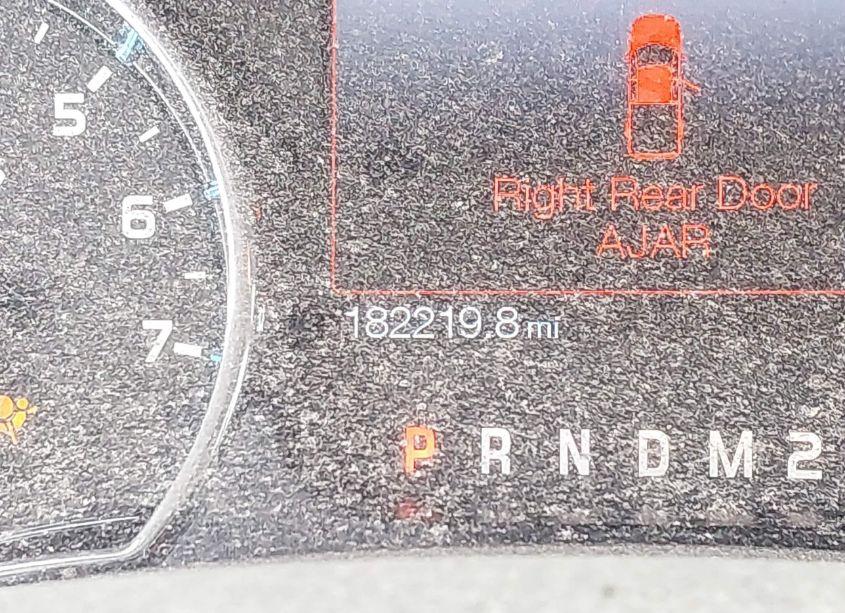 5
6
7
Right Rear Door
AJAR
182219.8 mi
P R N D M 2